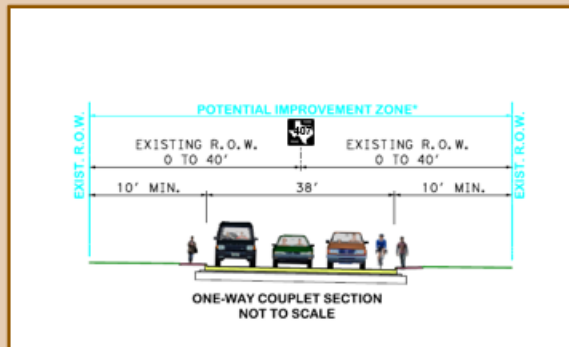 POTENTIAL IMPROVEMENT ZONE*
EXIST. R.O.W.
407
EXIST. R.O.W.
EXISTING R.O.W.
0 TO 40'
EXISTING R.O.W.
0 TO 40'
10' MIN.
38'
10' MIN.
ONE-WAY COUPLET SECTION
NOT TO SCALE